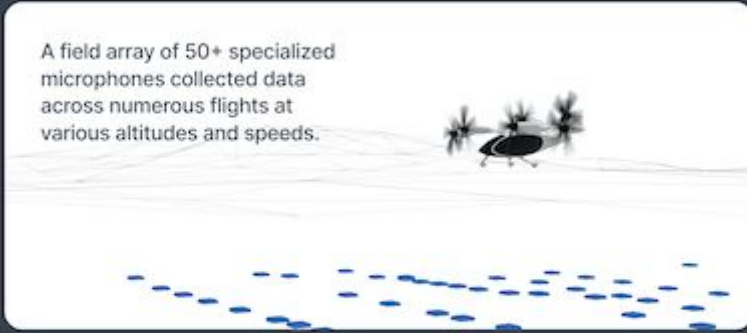 A field array of 50+ specialized
microphones collected data
across numerous flights at
various altitudes and speeds.